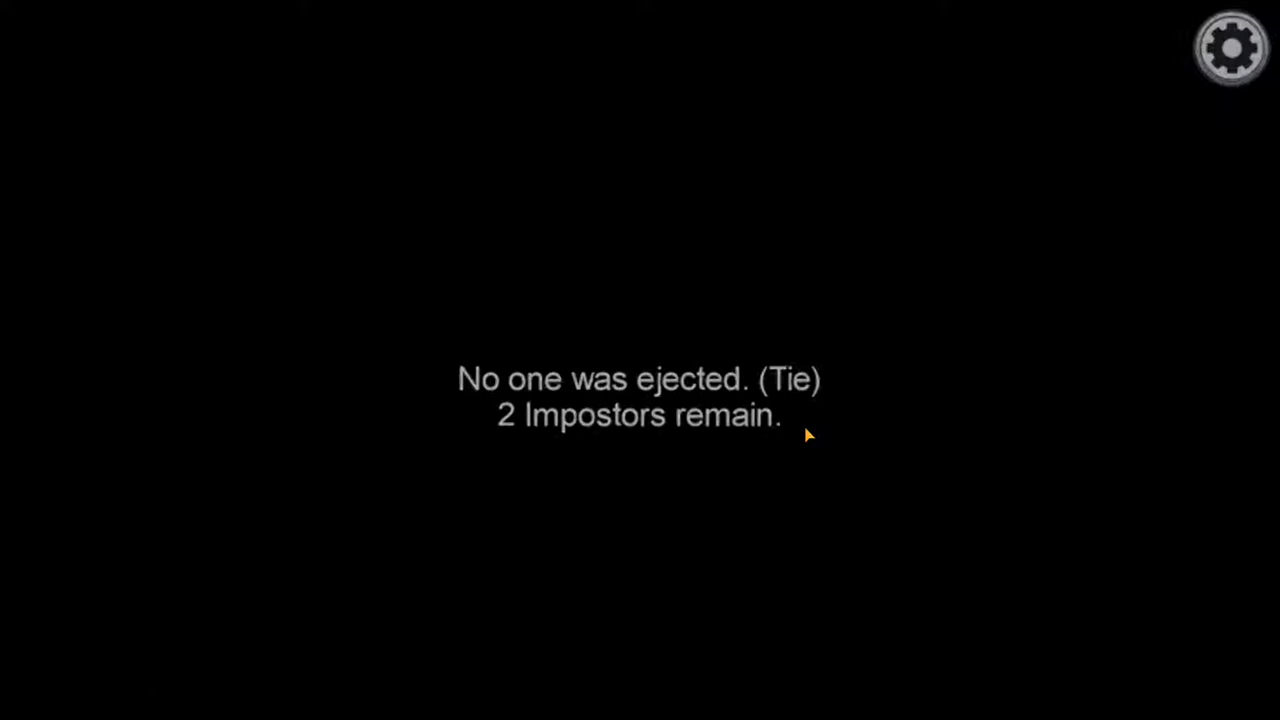 No one was ejected. (Tie)
2 Impostors remain.